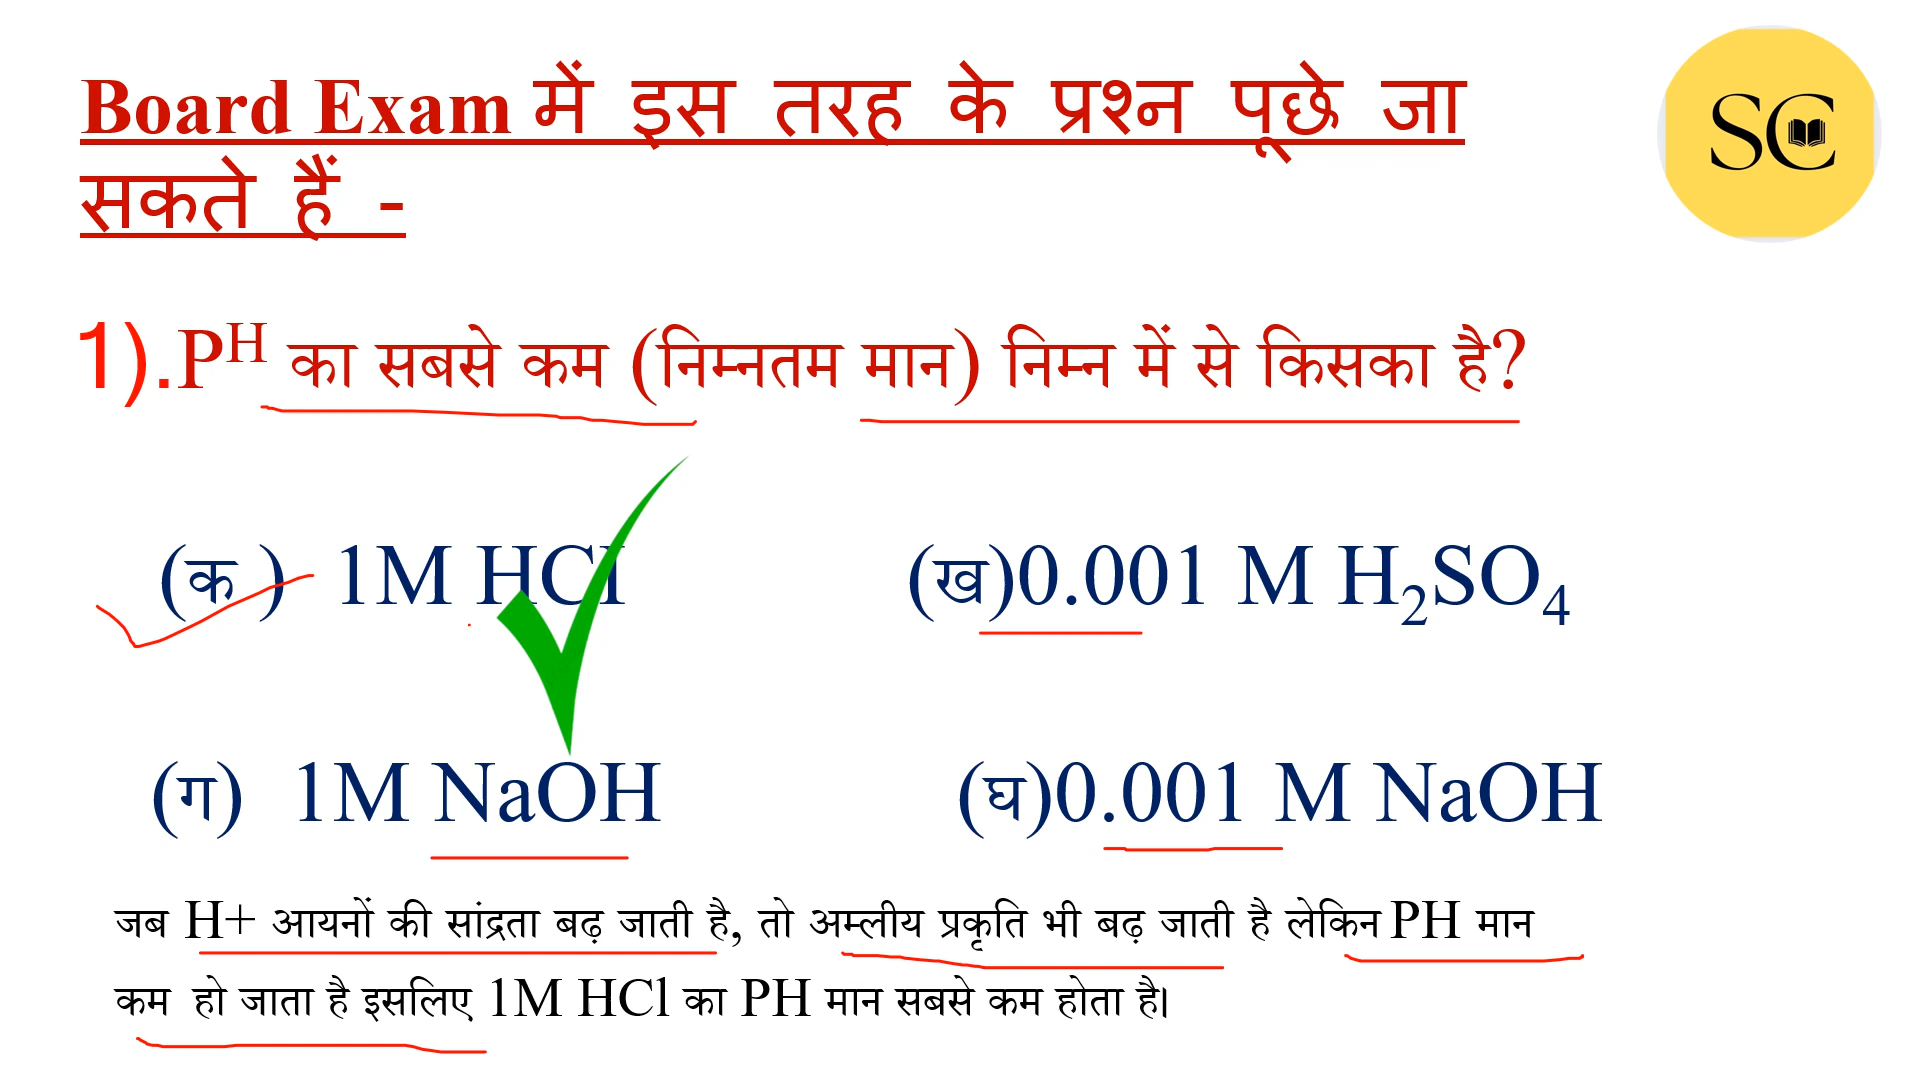 Board Exam में इस तरह के प्रश्न पूछे जा
सकते हैं -
SC
1).Pᴴ का सबसे कम (निम्नतम मान) निम्न में से किसका है?
(क ) 1M HCl (ख)0.001 M H₂SO₄
(ग) 1M NaOH (घ)0.001 M NaOH
जब H+ आयनों की सांद्रता बढ़ जाती है, तो अम्लीय प्रकृति भी बढ़ जाती है लेकिन PH मान
कम हो जाता है इसलिए 1M HCl का PH मान सबसे कम होता है।